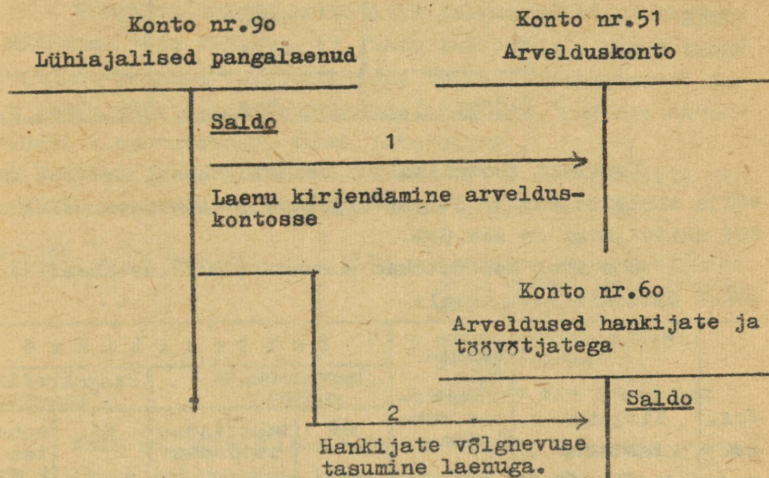 Konto nr.9o
Lühiajalised pangalaenud
Konto nr.51
Arvelduskonto
Saldo
1
Laenu kirjendamine arveldus-
kontosse
Konto nr.6o
Arveldused hankijate ja
töövõtjatega
Saldo
2
Hankijate võlgnevuse
tasumine laenuga.